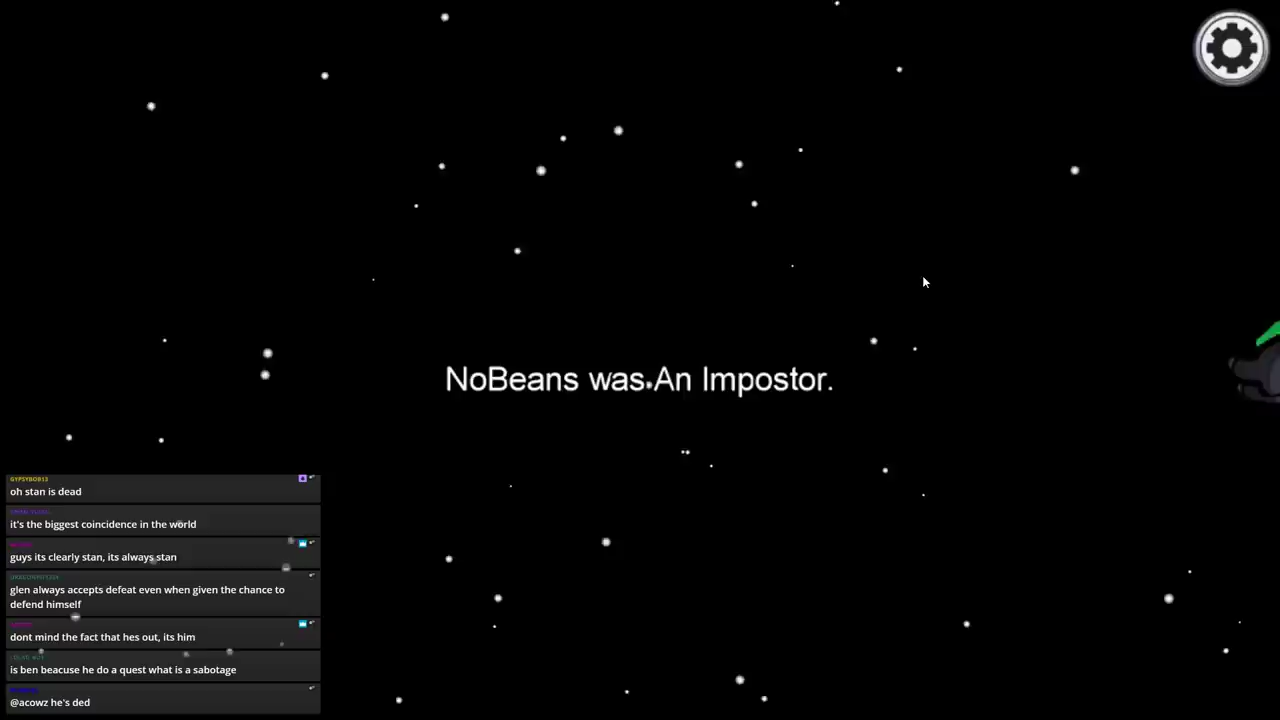 NoBeans was An Impostor.
GYPSYBOB13
oh stan is dead
it's the biggest coincidence in the world
guys its clearly stan, its always stan
glen always accepts defeat even when given the chance to
defend himself
dont mind the fact that hes out, its him
is ben beacuse he do a quest what is a sabotage
@acowz he's ded